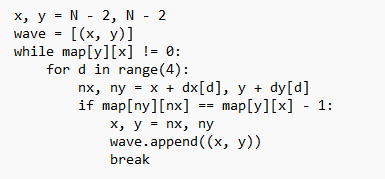 x, y = N - 2, N - 2
wave = [(x, y)]
while map[y][x] != 0:
    for d in range(4):
        nx, ny = x + dx[d], y + dy[d]
        if map[ny][nx] == map[y][x] - 1:
            x, y = nx, ny
            wave.append((x, y))
            break